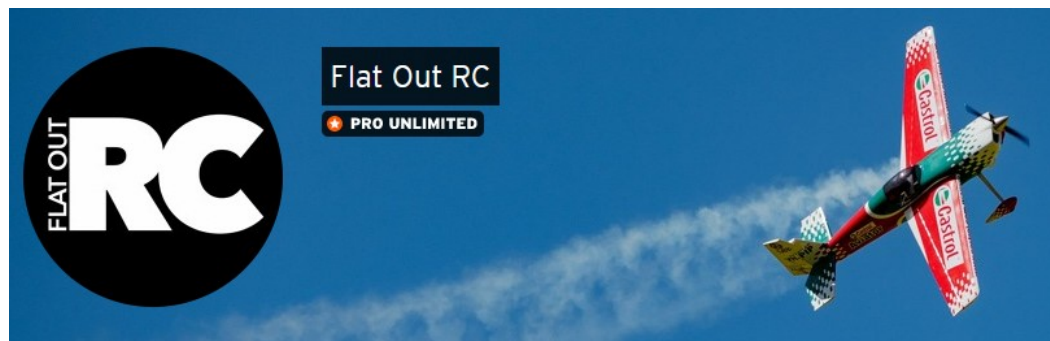 FLAT OUT
RC
Flat Out RC
PRO UNLIMITED
Castrol
Castrol